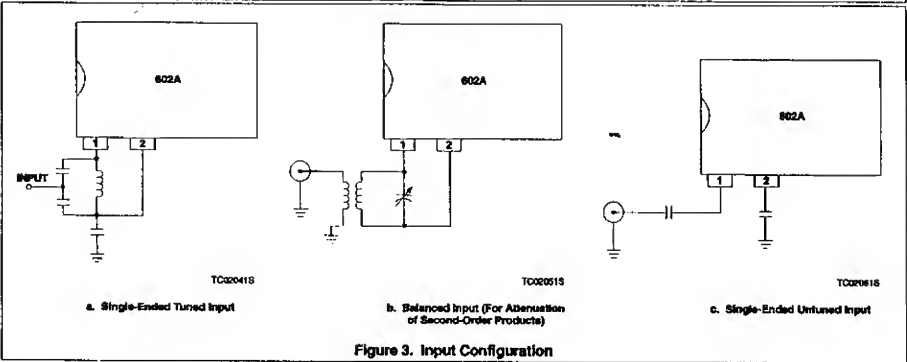 602A
1 2
INPUT
TC02041S
a. Single-Ended Tuned Input
602A
1 2
TC02051S
b. Balanced Input (For Attenuation
of Second-Order Products)
602A
1 2
TC02061S
c. Single-Ended Untuned Input
Figure 3. Input Configuration